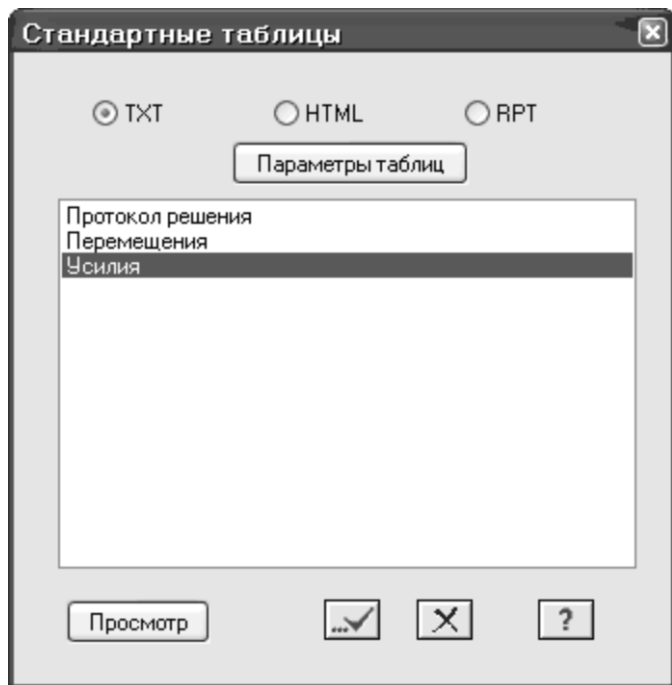 Стандартные таблицы
TXT HTML RPT
Параметры таблиц
Протокол решения
Перемещения
Усилия
Просмотр ... ?